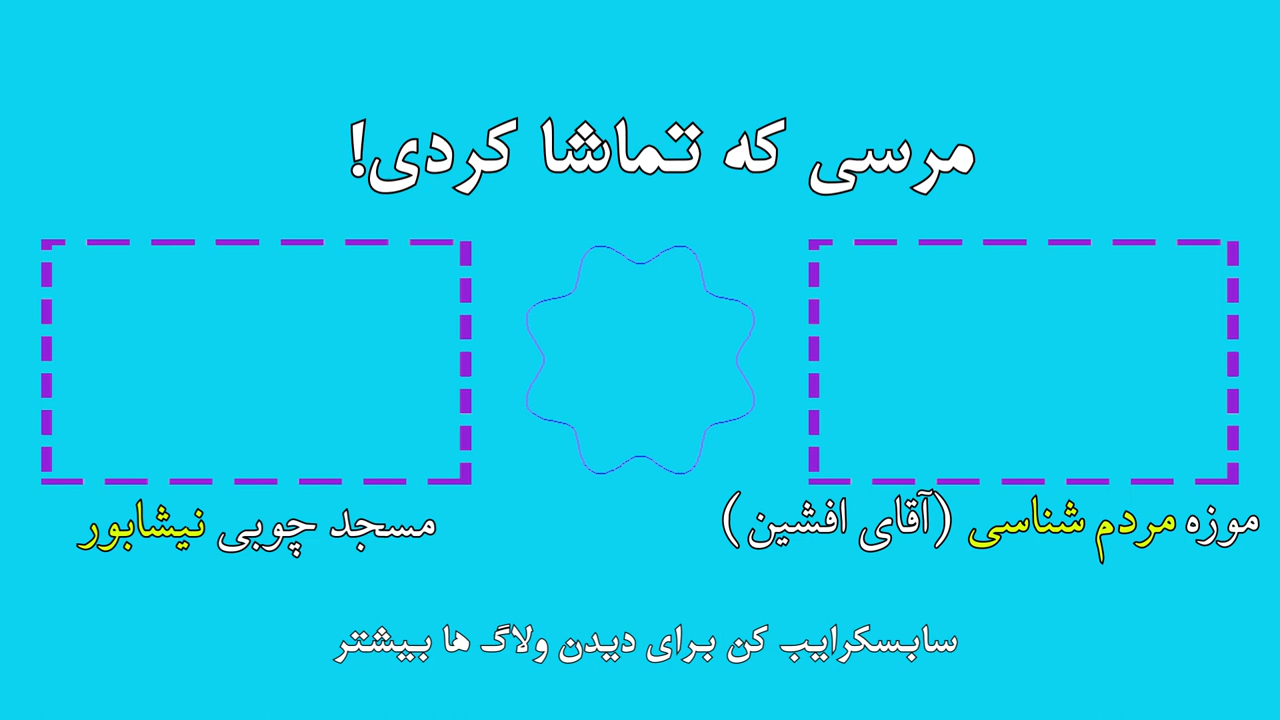 مرسی که تماشا کردی!
موزه مردم شناسی (آقای افشین)
مسجد چوبی نیشابور
سابسکرایب کن برای دیدن ولاگ ها بیشتر